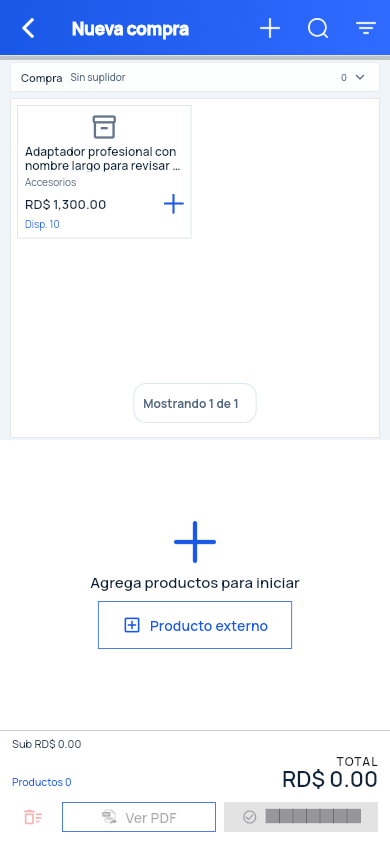 Nueva compra
Compra Sin suplidor 0
Adaptador profesional con
nombre largo para revisar ...
Accesorios
RD$ 1,300.00
Disp. 10
Mostrando 1 de 1
Agrega productos para iniciar
Producto externo
Sub RD$ 0.00
TOTAL
Productos 0 RD$ 0.00
Ver PDF